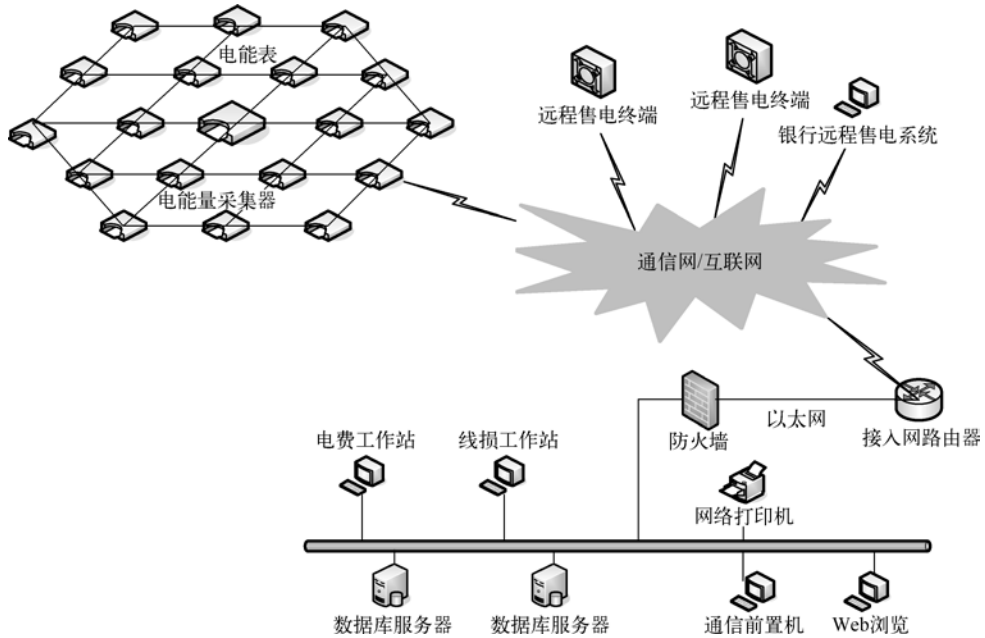 电能表
远程售电终端
远程售电终端
银行远程售电系统
电能量采集器
通信网/互联网
以太网
防火墙
接入网路由器
电费工作站
线损工作站
网络打印机
数据库服务器
数据库服务器
通信前置机
Web浏览